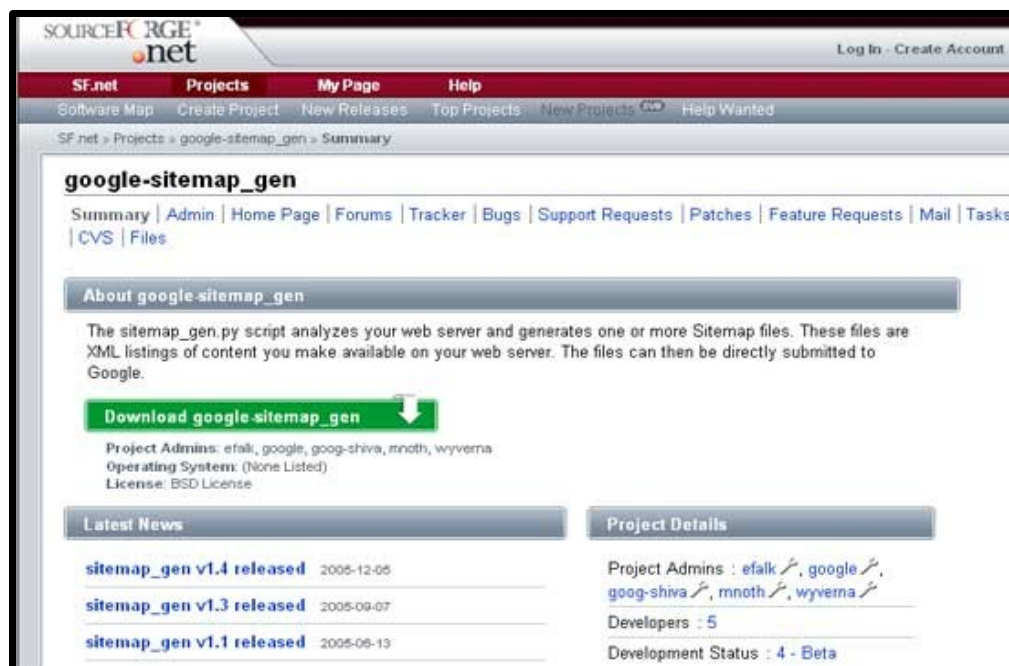 SOURCEFORGE
.net
Log In - Create Account
SF.net Projects My Page Help
Software Map Create Project New Releases Top Projects New Projects Help Wanted
SF.net » Projects » google-sitemap_gen » Summary
google-sitemap_gen
Summary | Admin | Home Page | Forums | Tracker | Bugs | Support Requests | Patches | Feature Requests | Mail | Tasks
| CVS | Files
About google-sitemap_gen
The sitemap_gen.py script analyzes your web server and generates one or more Sitemap files. These files are
XML listings of content you make available on your web server. The files can then be directly submitted to
Google.
Download google-sitemap_gen
Project Admins: efalk, google, goog-shiva, mnoth, wyverna
Operating System: (None Listed)
License: BSD License
Latest News
sitemap_gen v1.4 released 2005-12-05
sitemap_gen v1.3 released 2005-09-07
sitemap_gen v1.1 released 2005-06-13
Project Details
Project Admins : efalk, google,
goog-shiva, mnoth, wyverna
Developers : 5
Development Status : 4 - Beta